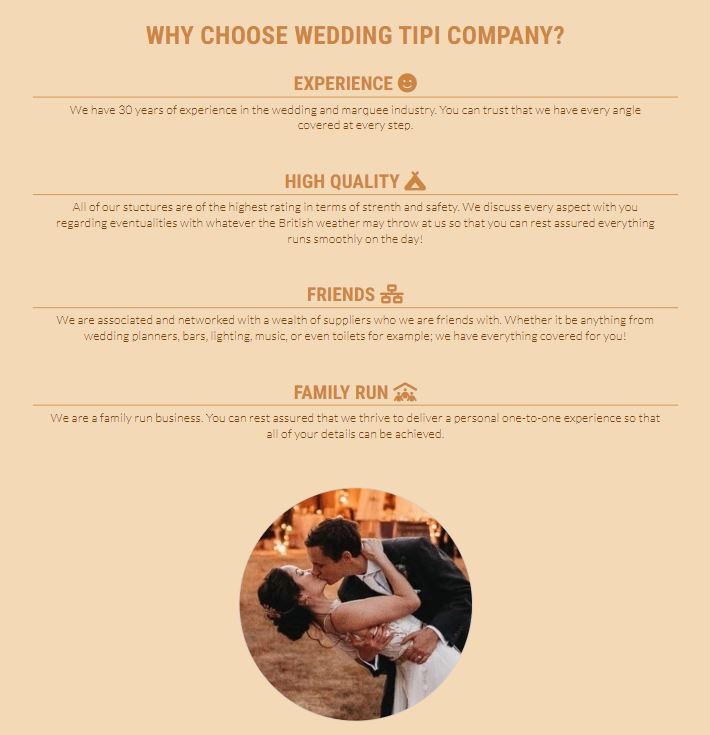 WHY CHOOSE WEDDING TIPI COMPANY?
EXPERIENCE
We have 30 years of experience in the wedding and marquee industry. You can trust that we have every angle
covered at every step.
HIGH QUALITY
All of our stuctures are of the highest rating in terms of strenth and safety. We discuss every aspect with you
regarding eventualities with whatever the British weather may throw at us so that you can rest assured everything
runs smoothly on the day!
FRIENDS
We are associated and networked with a wealth of suppliers who we are friends with. Whether it be anything from
wedding planners, bars, lighting, music, or even toilets for example; we have everything covered for you!
FAMILY RUN
We are a family run business. You can rest assured that we thrive to deliver a personal one-to-one experience so that
all of your details can be achieved.